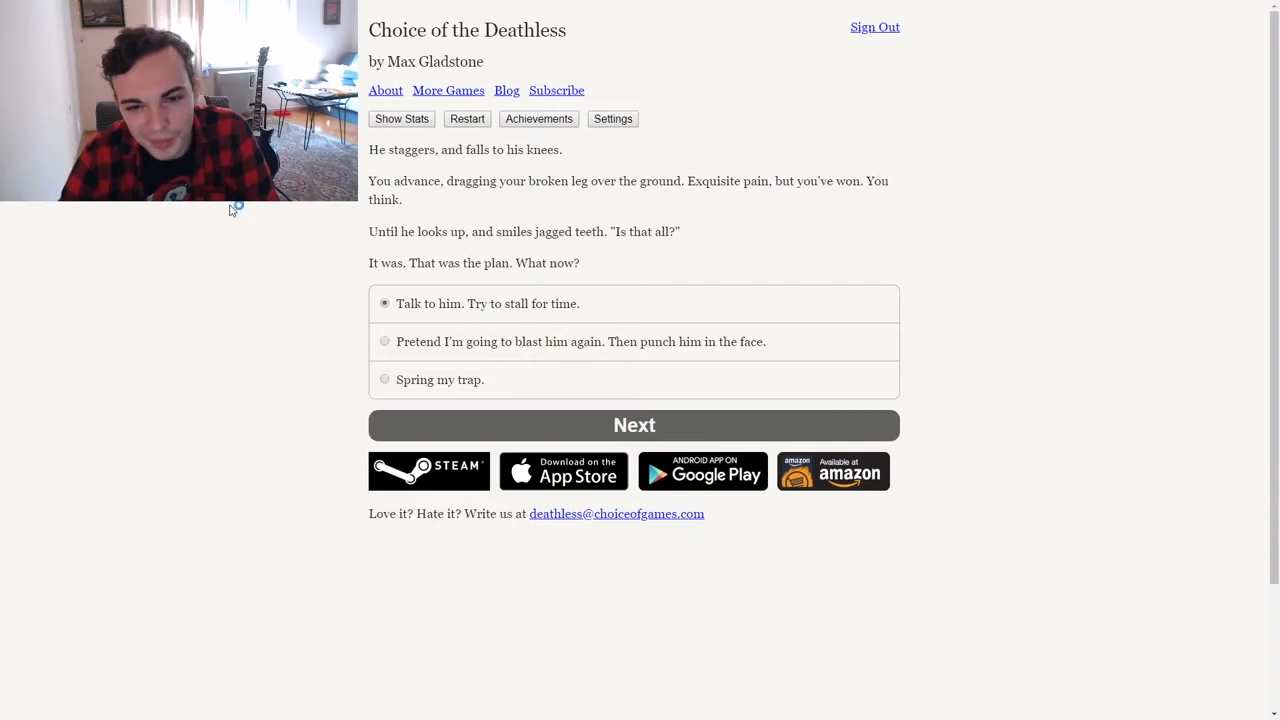 Choice of the Deathless
Sign Out
by Max Gladstone
About More Games Blog Subscribe
Show Stats Restart Achievements Settings
He staggers, and falls to his knees.
You advance, dragging your broken leg over the ground. Exquisite pain, but you've won. You
think.
Until he looks up, and smiles jagged teeth. "Is that all?"
It was. That was the plan. What now?
Talk to him. Try to stall for time.
Pretend I'm going to blast him again. Then punch him in the face.
Spring my trap.
Next
STEAM
Download on the
App Store
ANDROID APP ON
Google Play
amazon
Available at
amazon
Love it? Hate it? Write us at deathless@choiceofgames.com